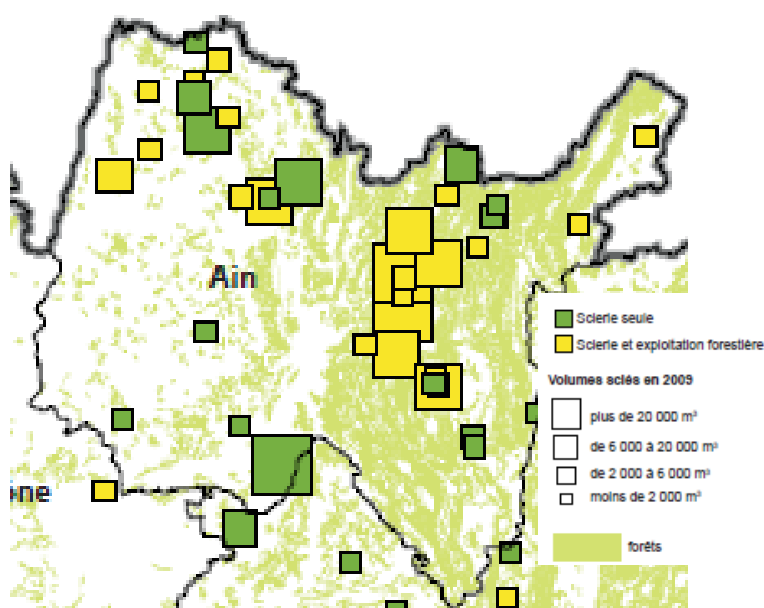 Ain
Scierie seule
Scierie et exploitation forestière
Volumes sciés en 2009
plus de 20 000 m³
de 6 000 à 20 000 m³
de 2 000 à 6 000 m³
moins de 2 000 m³
ône
forêts